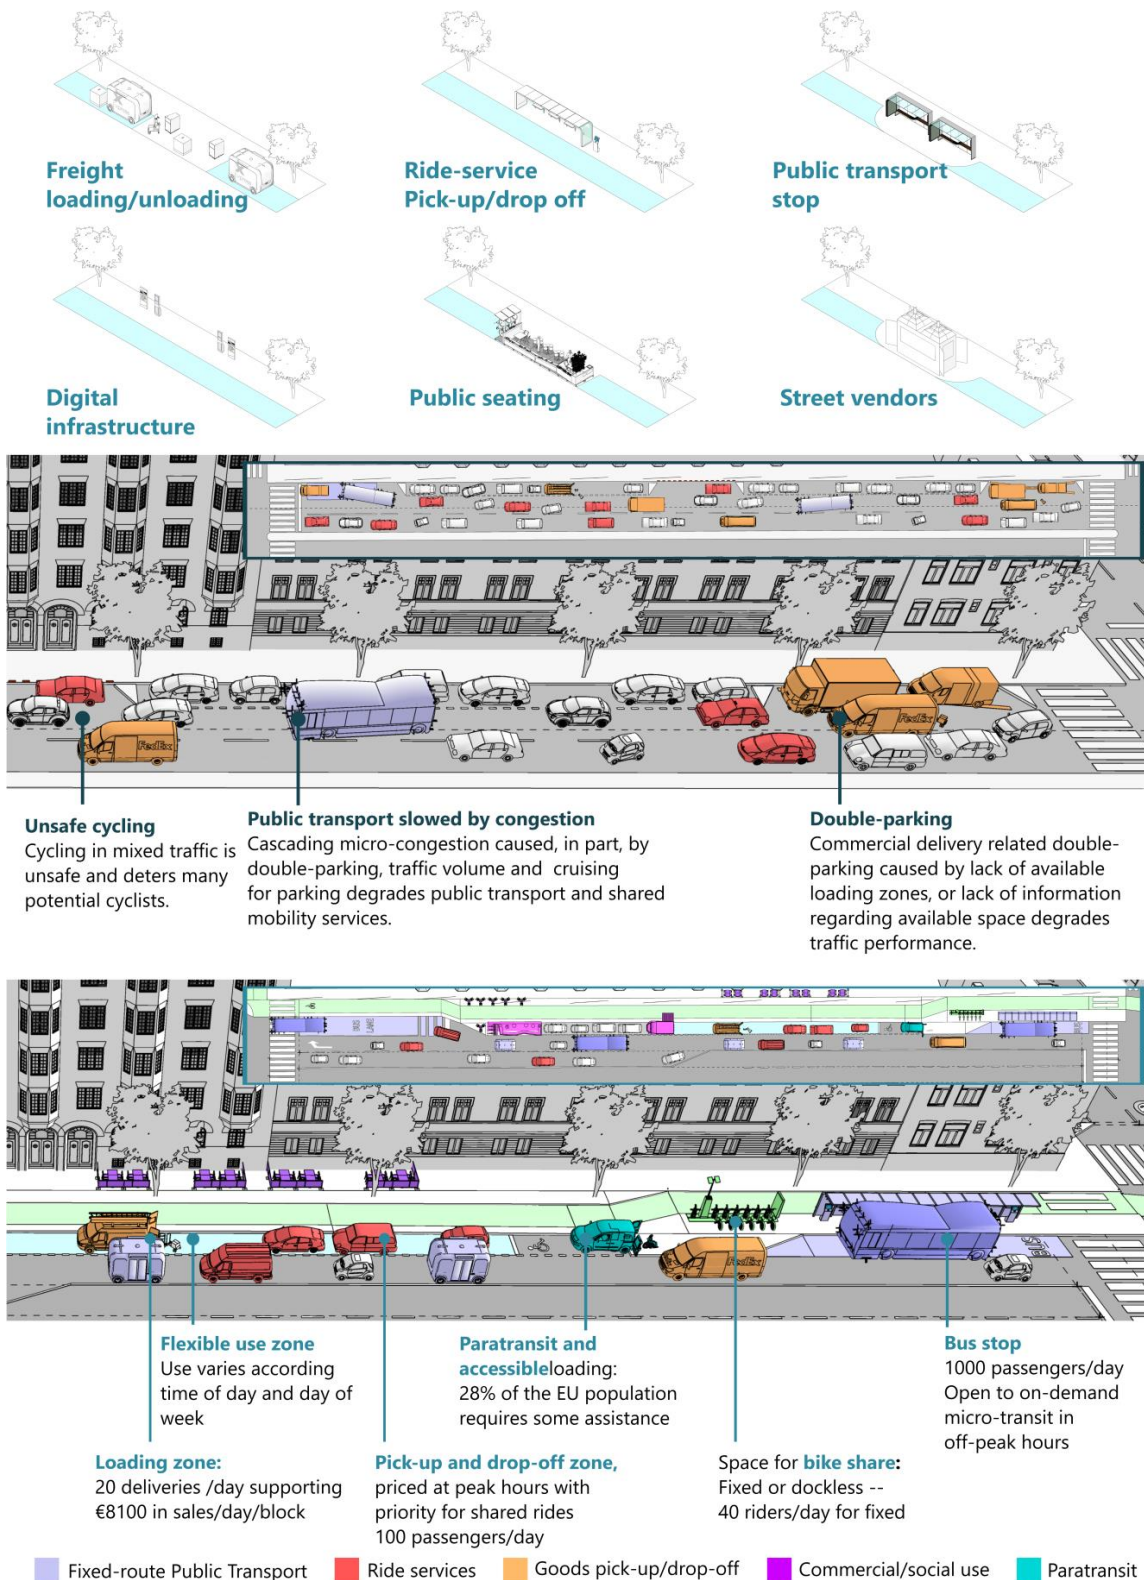 Freight
loading/unloading
Ride-service
Pick-up/drop off
Public transport
stop
Digital
infrastructure
Public seating
Street vendors
FedEx
FedEx
Unsafe cycling
Cycling in mixed traffic is
unsafe and deters many
potential cyclists.
Public transport slowed by congestion
Cascading micro-congestion caused, in part, by
double-parking, traffic volume and cruising
for parking degrades public transport and shared
mobility services.
Double-parking
Commercial delivery related double-
parking caused by lack of available
loading zones, or lack of information
regarding available space degrades
traffic performance.
BUS
LANE
FedEx
BUS
Flexible use zone
Use varies according
time of day and day of
week
Paratransit and
accessibleloading:
28% of the EU population
requires some assistance
Bus stop
1000 passengers/day
Open to on-demand
micro-transit in
off-peak hours
Loading zone:
20 deliveries /day supporting
€8100 in sales/day/block
Pick-up and drop-off zone,
priced at peak hours with
priority for shared rides
100 passengers/day
Space for bike share:
Fixed or dockless --
40 riders/day for fixed
Fixed-route Public Transport
Ride services
Goods pick-up/drop-off
Commercial/social use
Paratransit